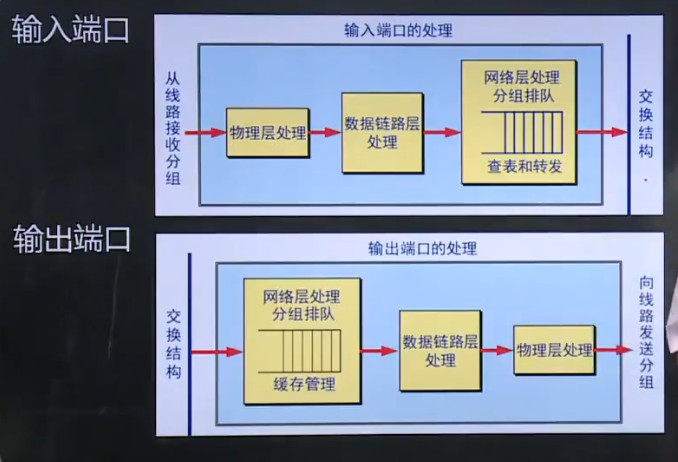 输入端口
输入端口的处理
从线路接收分组
物理层处理
数据链路层
处理
网络层处理
分组排队
查表和转发
交换结构
输出端口
输出端口的处理
交换结构
网络层处理
分组排队
缓存管理
数据链路层
处理
物理层处理
向线路发送分组